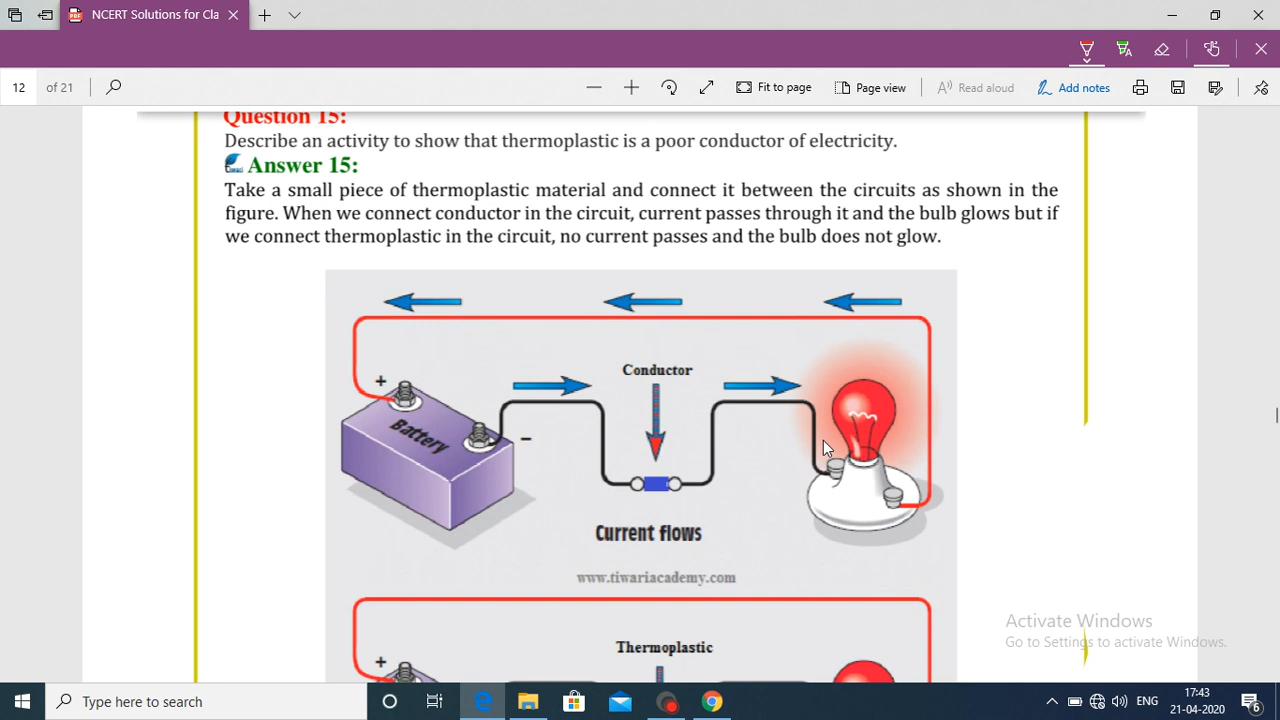 NCERT Solutions for Cla
12 of 21
Fit to page
Page view
Read aloud
Add notes
Question 15:
Describe an activity to show that thermoplastic is a poor conductor of electricity.
Answer 15:
Take a small piece of thermoplastic material and connect it between the circuits as shown in the
figure. When we connect conductor in the circuit, current passes through it and the bulb glows but if
we connect thermoplastic in the circuit, no current passes and the bulb does not glow.
Conductor
+
Battery
−
Current flows
www.tiwariacademy.com
Thermoplastic
+
Activate Windows
Go to Settings to activate Windows.
Type here to search
ENG
17:43
21-04-2020
6